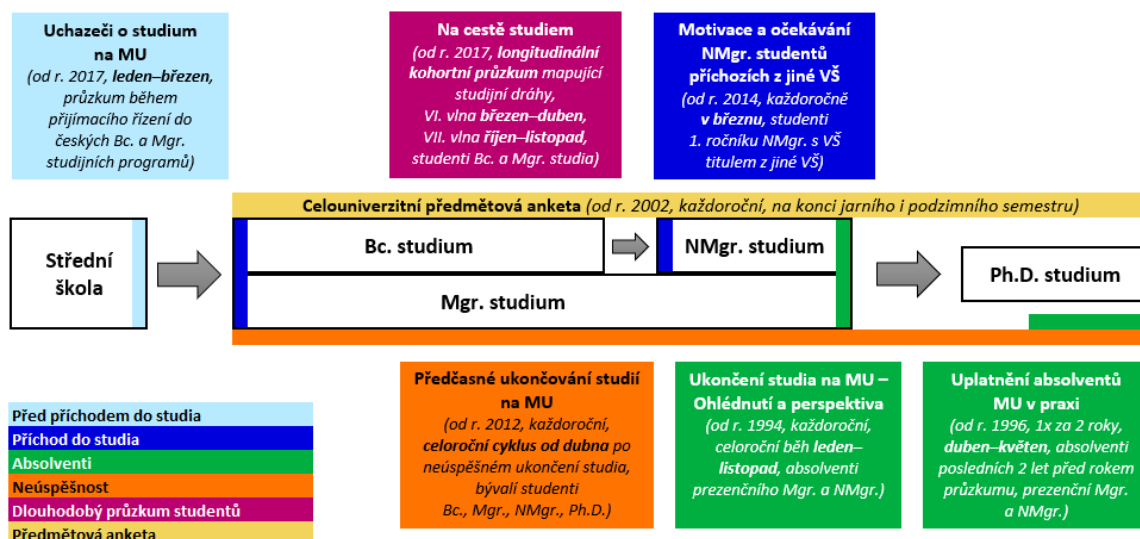 Uchazeči o studium
na MU
(od r. 2017, leden–březen,
průzkum během
přijímacího řízení do
českých Bc. a Mgr.
studijních programů)
Na cestě studiem
(od r. 2017, longitudinální
kohortní průzkum mapující
studijní dráhy,
VI. vlna březen–duben,
VII. vlna říjen–listopad,
studenti Bc. a Mgr. studia)
Motivace a očekávání
NMgr. studentů
příchozích z jiné VŠ
(od r. 2014, každoročně
v březnu, studenti
1. ročníku NMgr. s VŠ
titulem z jiné VŠ)
Celouniverzitní předmětová anketa (od r. 2002, každoroční, na konci jarního i podzimního semestru)
Střední
škola
Bc. studium
NMgr. studium
Mgr. studium
Ph.D. studium
Předčasné ukončování studií
na MU
(od r. 2012, každoroční,
celoroční cyklus od dubna po
neúspěšném ukončení studia,
bývalí studenti
Bc., Mgr., NMgr., Ph.D.)
Ukončení studia na MU –
Ohlédnutí a perspektiva
(od r. 1994, každoroční,
celoroční běh leden–
listopad, absolventi
prezenčního Mgr. a NMgr.)
Uplatnění absolventů
MU v praxi
(od r. 1996, 1x za 2 roky,
duben–květen, absolventi
posledních 2 let před rokem
průzkumu, prezenční Mgr.
a NMgr.)
Před příchodem do studia
Příchod do studia
Absolventi
Neúspěšnost
Dlouhodobý průzkum studentů
Předmětová anketa